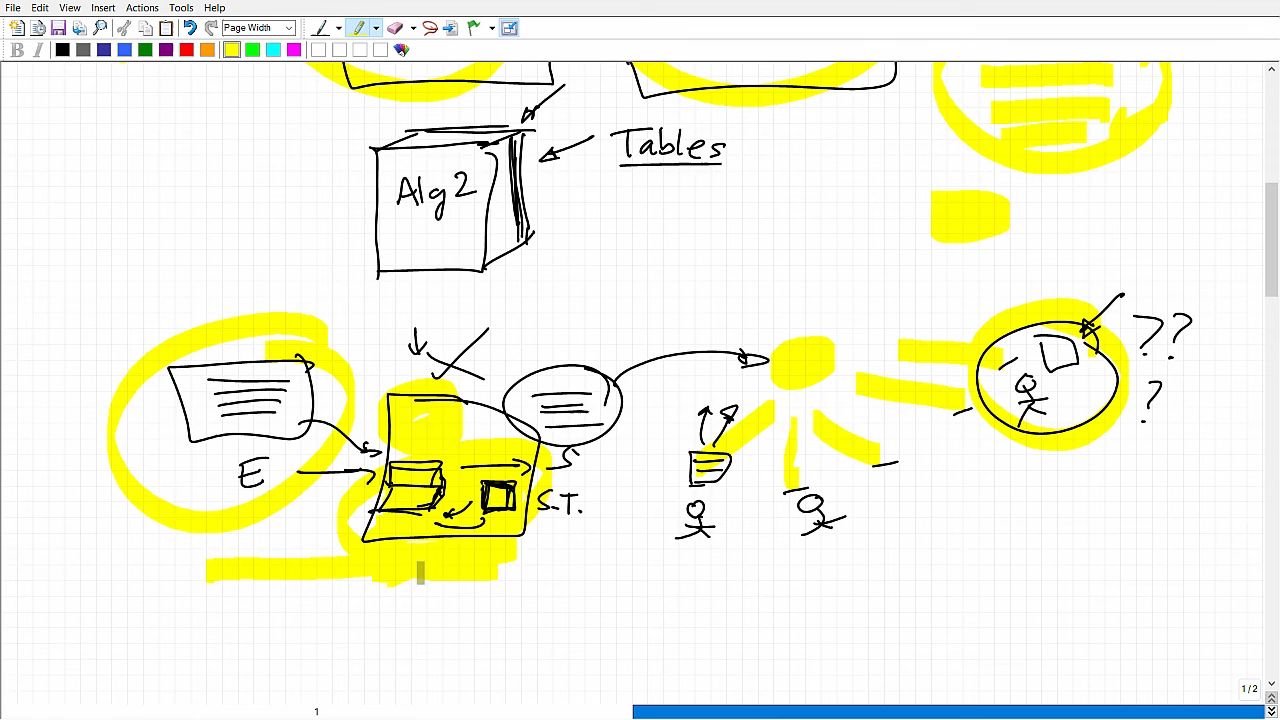 File Edit View Insert Actions Tools Help
Page Width
B I
Tables
Alg 2
??
?
E
S
S.T.
1/2
1